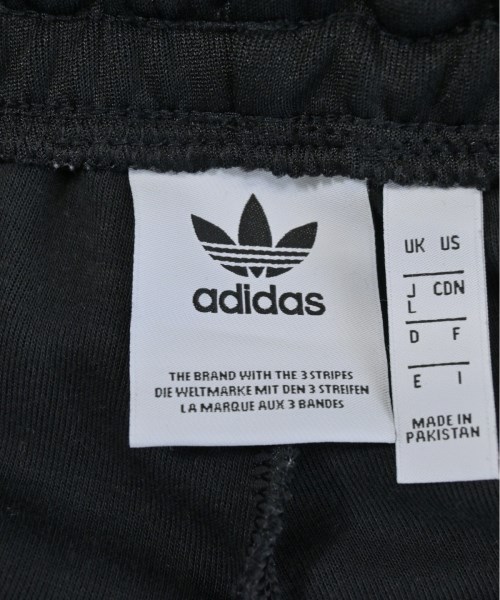 adidas
THE BRAND WITH THE 3 STRIPES
DIE WELTMARKE MIT DEN 3 STREIFEN
LA MARQUE AUX 3 BANDES
UK US
J CDN
L
D F
E I
MADE IN
PAKISTAN